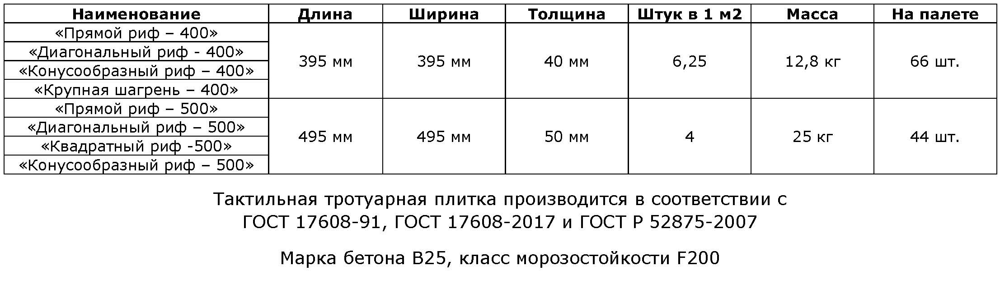 Наименование Длина Ширина Толщина Штук в 1 м2 Масса На палете
«Прямой риф – 400»
«Диагональный риф - 400»
395 мм 395 мм 40 мм 6,25 12,8 кг 66 шт.
«Конусообразный риф – 400»
«Крупная шагрень – 400»
«Прямой риф – 500»
«Диагональный риф – 500»
495 мм 495 мм 50 мм 4 25 кг 44 шт.
«Квадратный риф -500»
«Конусообразный риф – 500»
Тактильная тротуарная плитка производится в соответствии с
ГОСТ 17608-91, ГОСТ 17608-2017 и ГОСТ Р 52875-2007
Марка бетона В25, класс морозостойкости F200